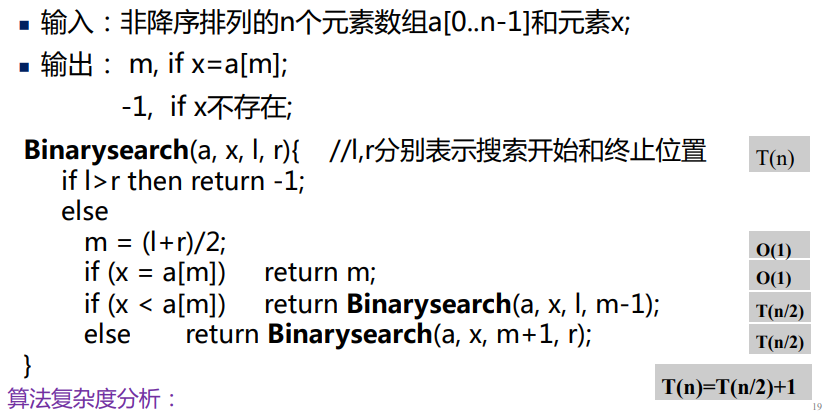 ▪ 输入：非降序排列的n个元素数组a[0..n-1]和元素x;
▪ 输出： m, if x=a[m];
-1, if x不存在;
Binarysearch(a, x, l, r){ //l,r分别表示搜索开始和终止位置 T(n)
if l>r then return -1;
else
m = (l+r)/2; O(1)
if (x = a[m]) return m; O(1)
if (x < a[m]) return Binarysearch(a, x, l, m-1); T(n/2)
else return Binarysearch(a, x, m+1, r); T(n/2)
}
T(n)=T(n/2)+1
算法复杂度分析：
19